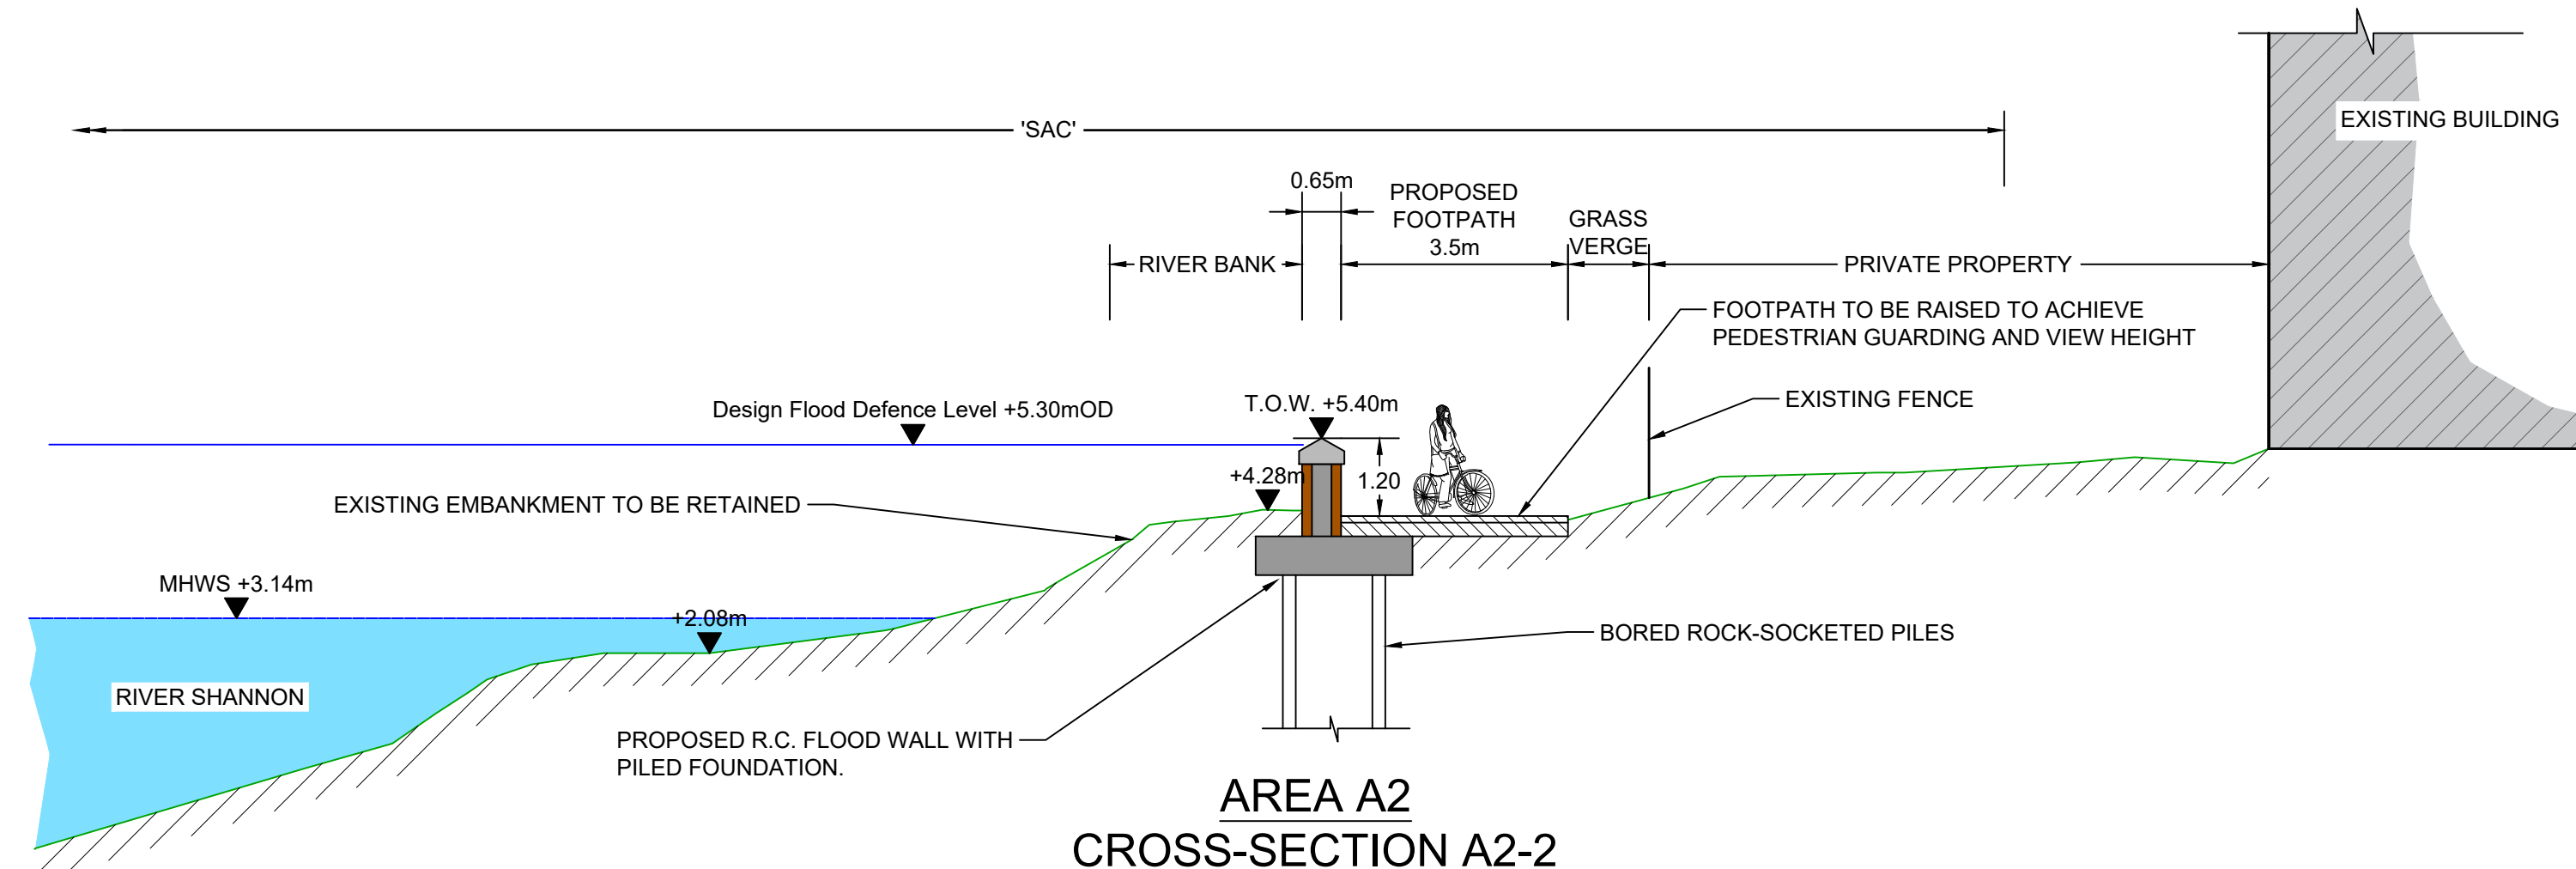 'SAC'
EXISTING BUILDING
0.65m
PROPOSED
FOOTPATH
3.5m
GRASS
VERGE
RIVER BANK
PRIVATE PROPERTY
FOOTPATH TO BE RAISED TO ACHIEVE
PEDESTRIAN GUARDING AND VIEW HEIGHT
Design Flood Defence Level +5.30mOD
T.O.W. +5.40m
EXISTING FENCE
+4.28m
1.20
EXISTING EMBANKMENT TO BE RETAINED
MHWS +3.14m
+2.08m
BORED ROCK-SOCKETED PILES
RIVER SHANNON
PROPOSED R.C. FLOOD WALL WITH
PILED FOUNDATION.
AREA A2
CROSS-SECTION A2-2